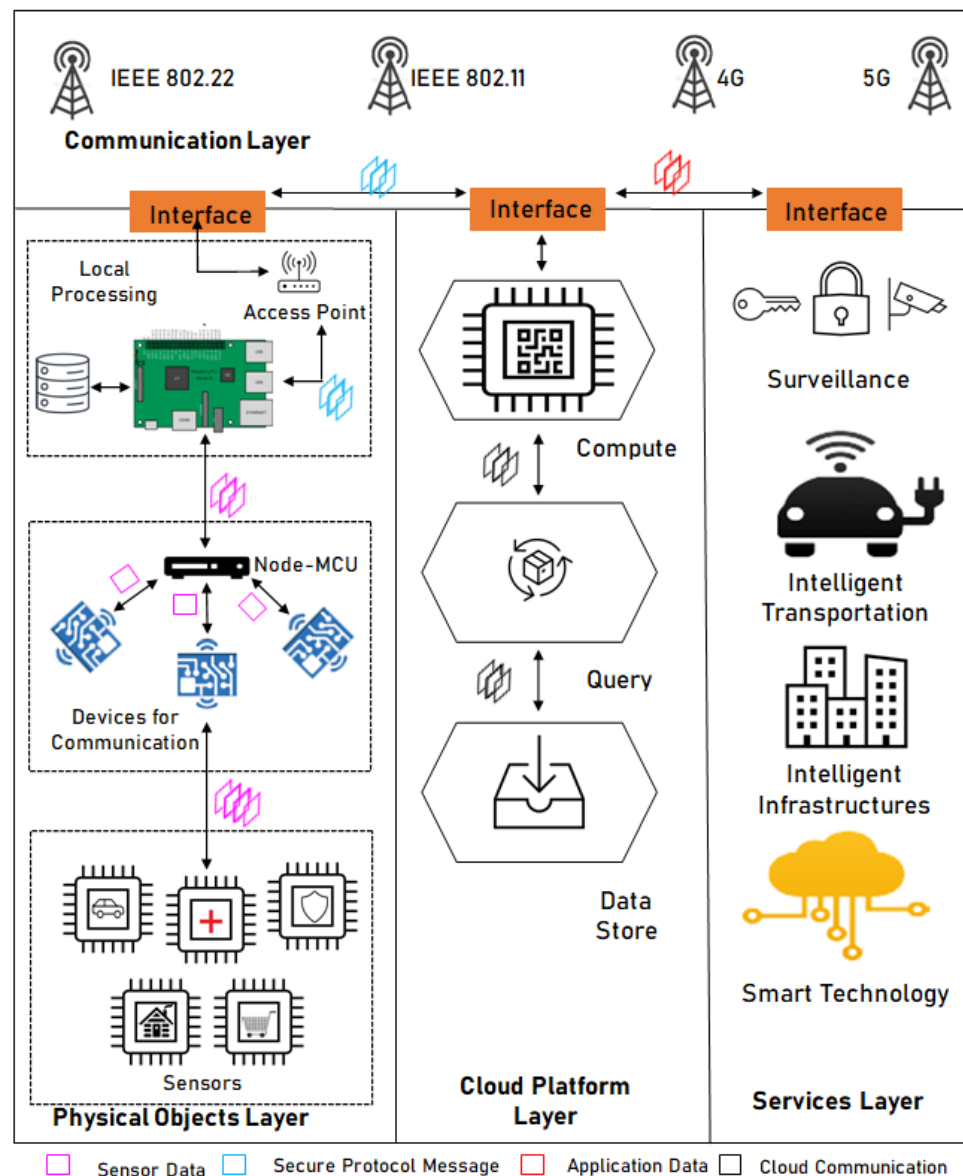 IEEE 802.22
IEEE 802.11
4G
5G
Communication Layer
Interface
Interface
Interface
Local
Processing
Access Point
Node-MCU
Devices for
Communication
Sensors
Physical Objects Layer
Compute
Query
Data
Store
Cloud Platform
Layer
Surveillance
Intelligent
Transportation
Intelligent
Infrastructures
Smart Technology
Services Layer
Sensor Data
Secure Protocol Message
Application Data
Cloud Communication